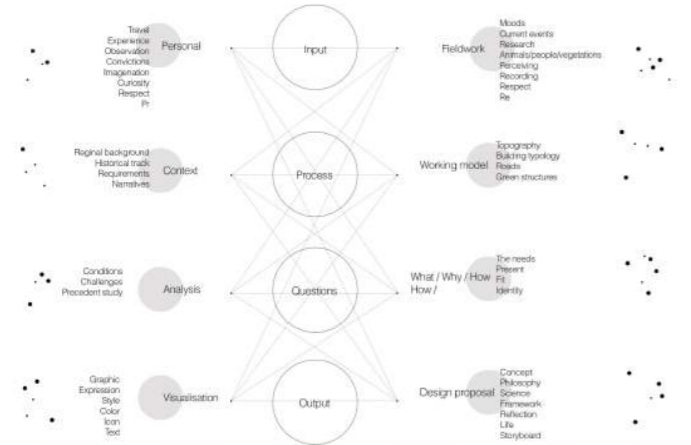 Travel
Experience
Observation
Convictions
Imagenation
Curiosity
Respect
Pr
Personal
Input
Fieldwork
Moods
Current events
Research
Animals/people/vegetations
Perceiving
Recording
Respect
Re
Reginal background
Historical track
Requirements
Narratives
Context
Process
Working model
Topography
Building typology
Roads
Green structures
Conditions
Challenges
Precedent study
Analysis
Questions
What / Why / How
How /
The needs
Present
Fit
Identity
Graphic
Expression
Style
Color
Icon
Text
Visualisation
Output
Design proposal
Concept
Philosophy
Science
Framework
Reflection
Life
Storyboard